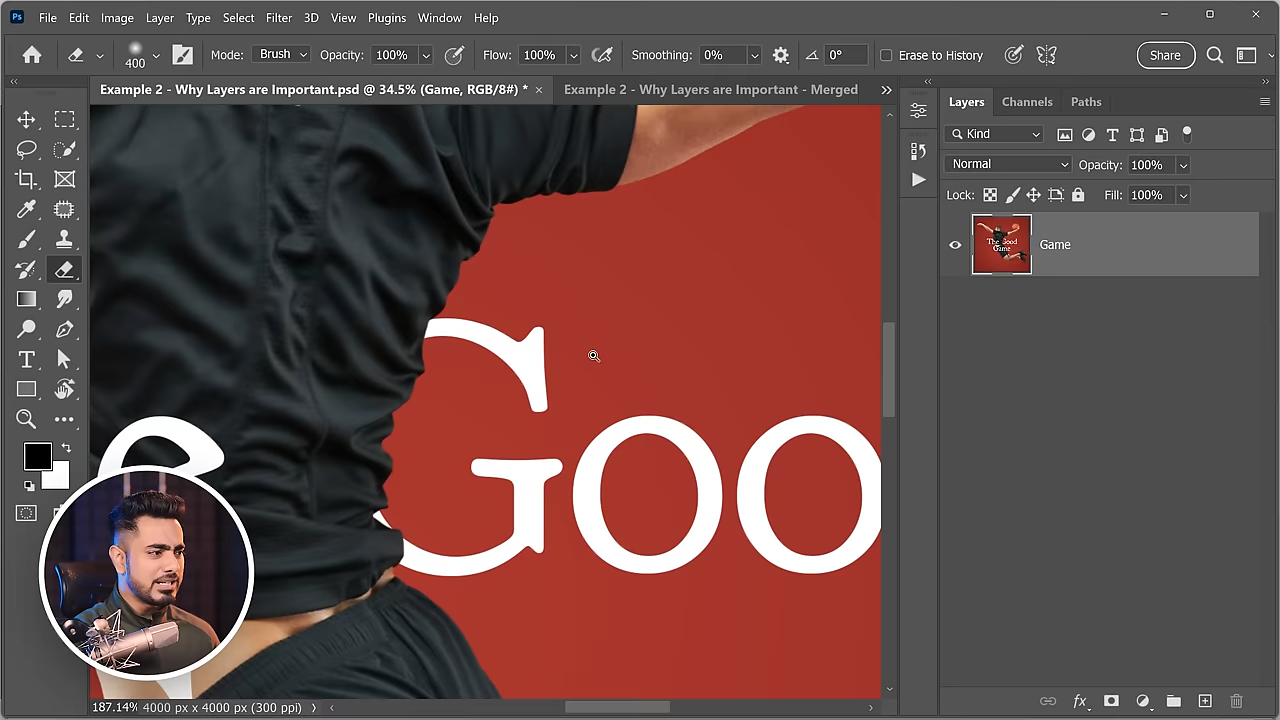 Ps File Edit Image Layer Type Select Filter 3D View Plugins Window Help
400 Mode: Brush Opacity: 100% Flow: 100% Smoothing: 0% 0° Erase to History Share
Example 2 - Why Layers are Important.psd @ 34.5% (Game, RGB/8#) * × Example 2 - Why Layers are Important - Merged
Layers Channels Paths
Kind
Normal Opacity: 100%
Lock: Fill: 100%
The Good
Game
Game
e Goo
187.14% 4000 px x 4000 px (300 ppi)